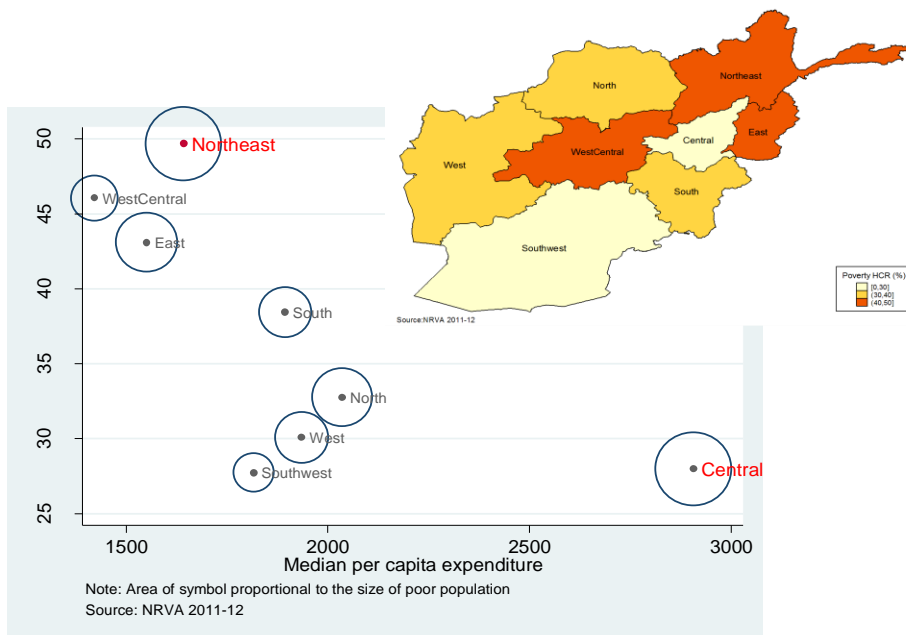 North
Northeast
East
Central
WestCentral
West
South
Southwest
Poverty HCR (%)
[0,30]
(30,40]
(40,50]
Source:NRVA 2011-12
50
45
40
35
30
25
Northeast
WestCentral
East
South
North
West
Southwest
Central
1500 2000 2500 3000
Median per capita expenditure
Note: Area of symbol proportional to the size of poor population
Source: NRVA 2011-12